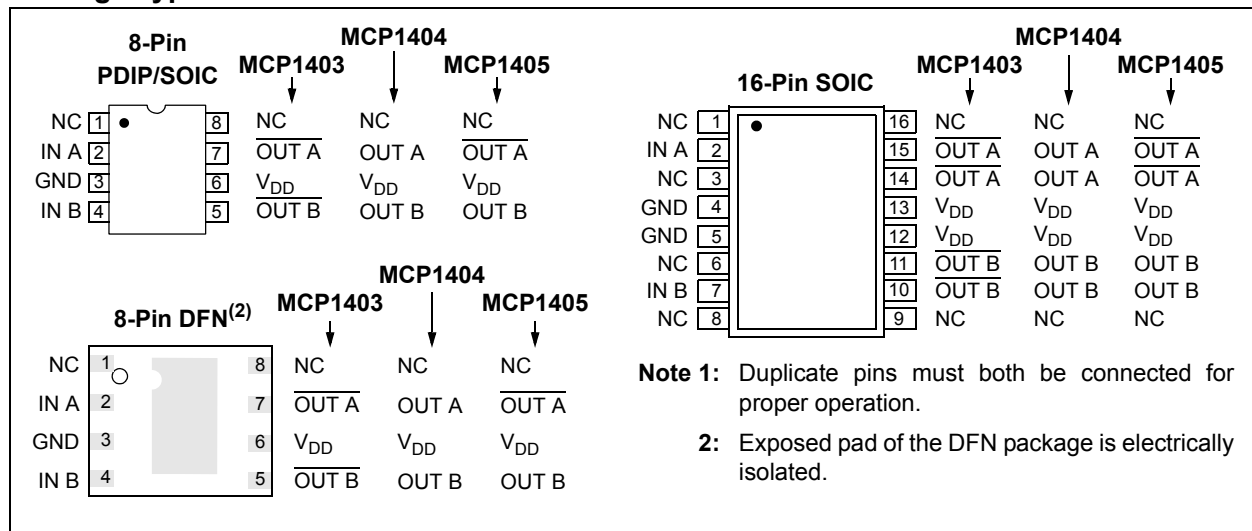 8-Pin
PDIP/SOIC
MCP1403
MCP1404
MCP1405
NC 1 8 NC NC NC
IN A 2 7 OUT A OUT A OUT A
GND 3 6 VDD VDD VDD
IN B 4 5 OUT B OUT B OUT B
8-Pin DFN(2)
MCP1403
MCP1404
MCP1405
NC 1 8 NC NC NC
IN A 2 7 OUT A OUT A OUT A
GND 3 6 VDD VDD VDD
IN B 4 5 OUT B OUT B OUT B
16-Pin SOIC
MCP1403
MCP1404
MCP1405
NC 1 16 NC NC NC
IN A 2 15 OUT A OUT A OUT A
NC 3 14 OUT A OUT A OUT A
GND 4 13 VDD VDD VDD
GND 5 12 VDD VDD VDD
NC 6 11 OUT B OUT B OUT B
IN B 7 10 OUT B OUT B OUT B
NC 8 9 NC NC NC
Note 1: Duplicate pins must both be connected for
proper operation.
2: Exposed pad of the DFN package is electrically
isolated.